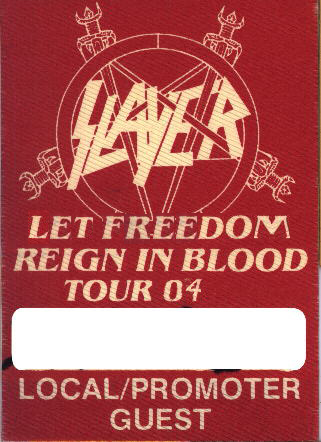 SLAYER
LET FREEDOM
REIGN IN BLOOD
TOUR 04
LOCAL/PROMOTER
GUEST